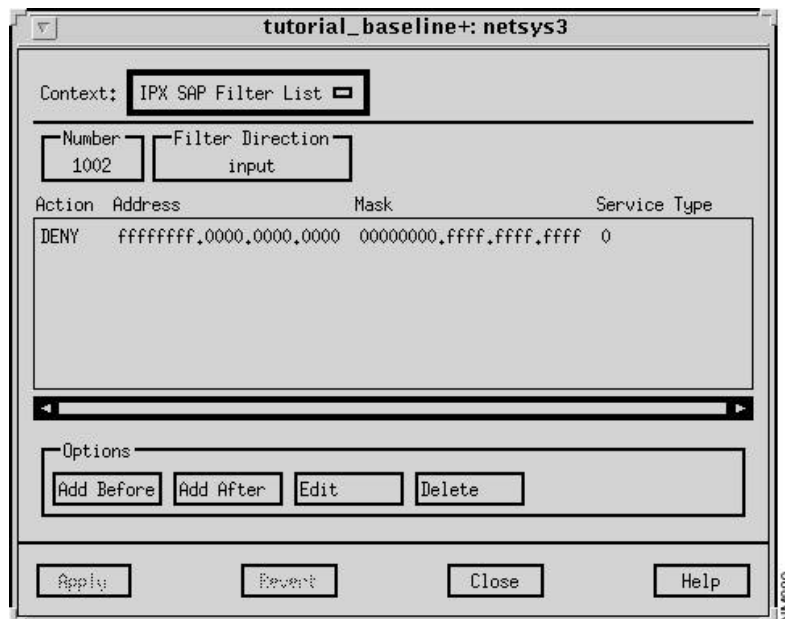 tutorial_baseline+: netsys3
Context: IPX SAP Filter List
Number Filter Direction
1002 input
Action Address Mask Service Type
DENY ffffffff.0000.0000.0000 00000000.ffff.ffff.ffff 0
Options
Add Before Add After Edit Delete
Apply Revert Close Help